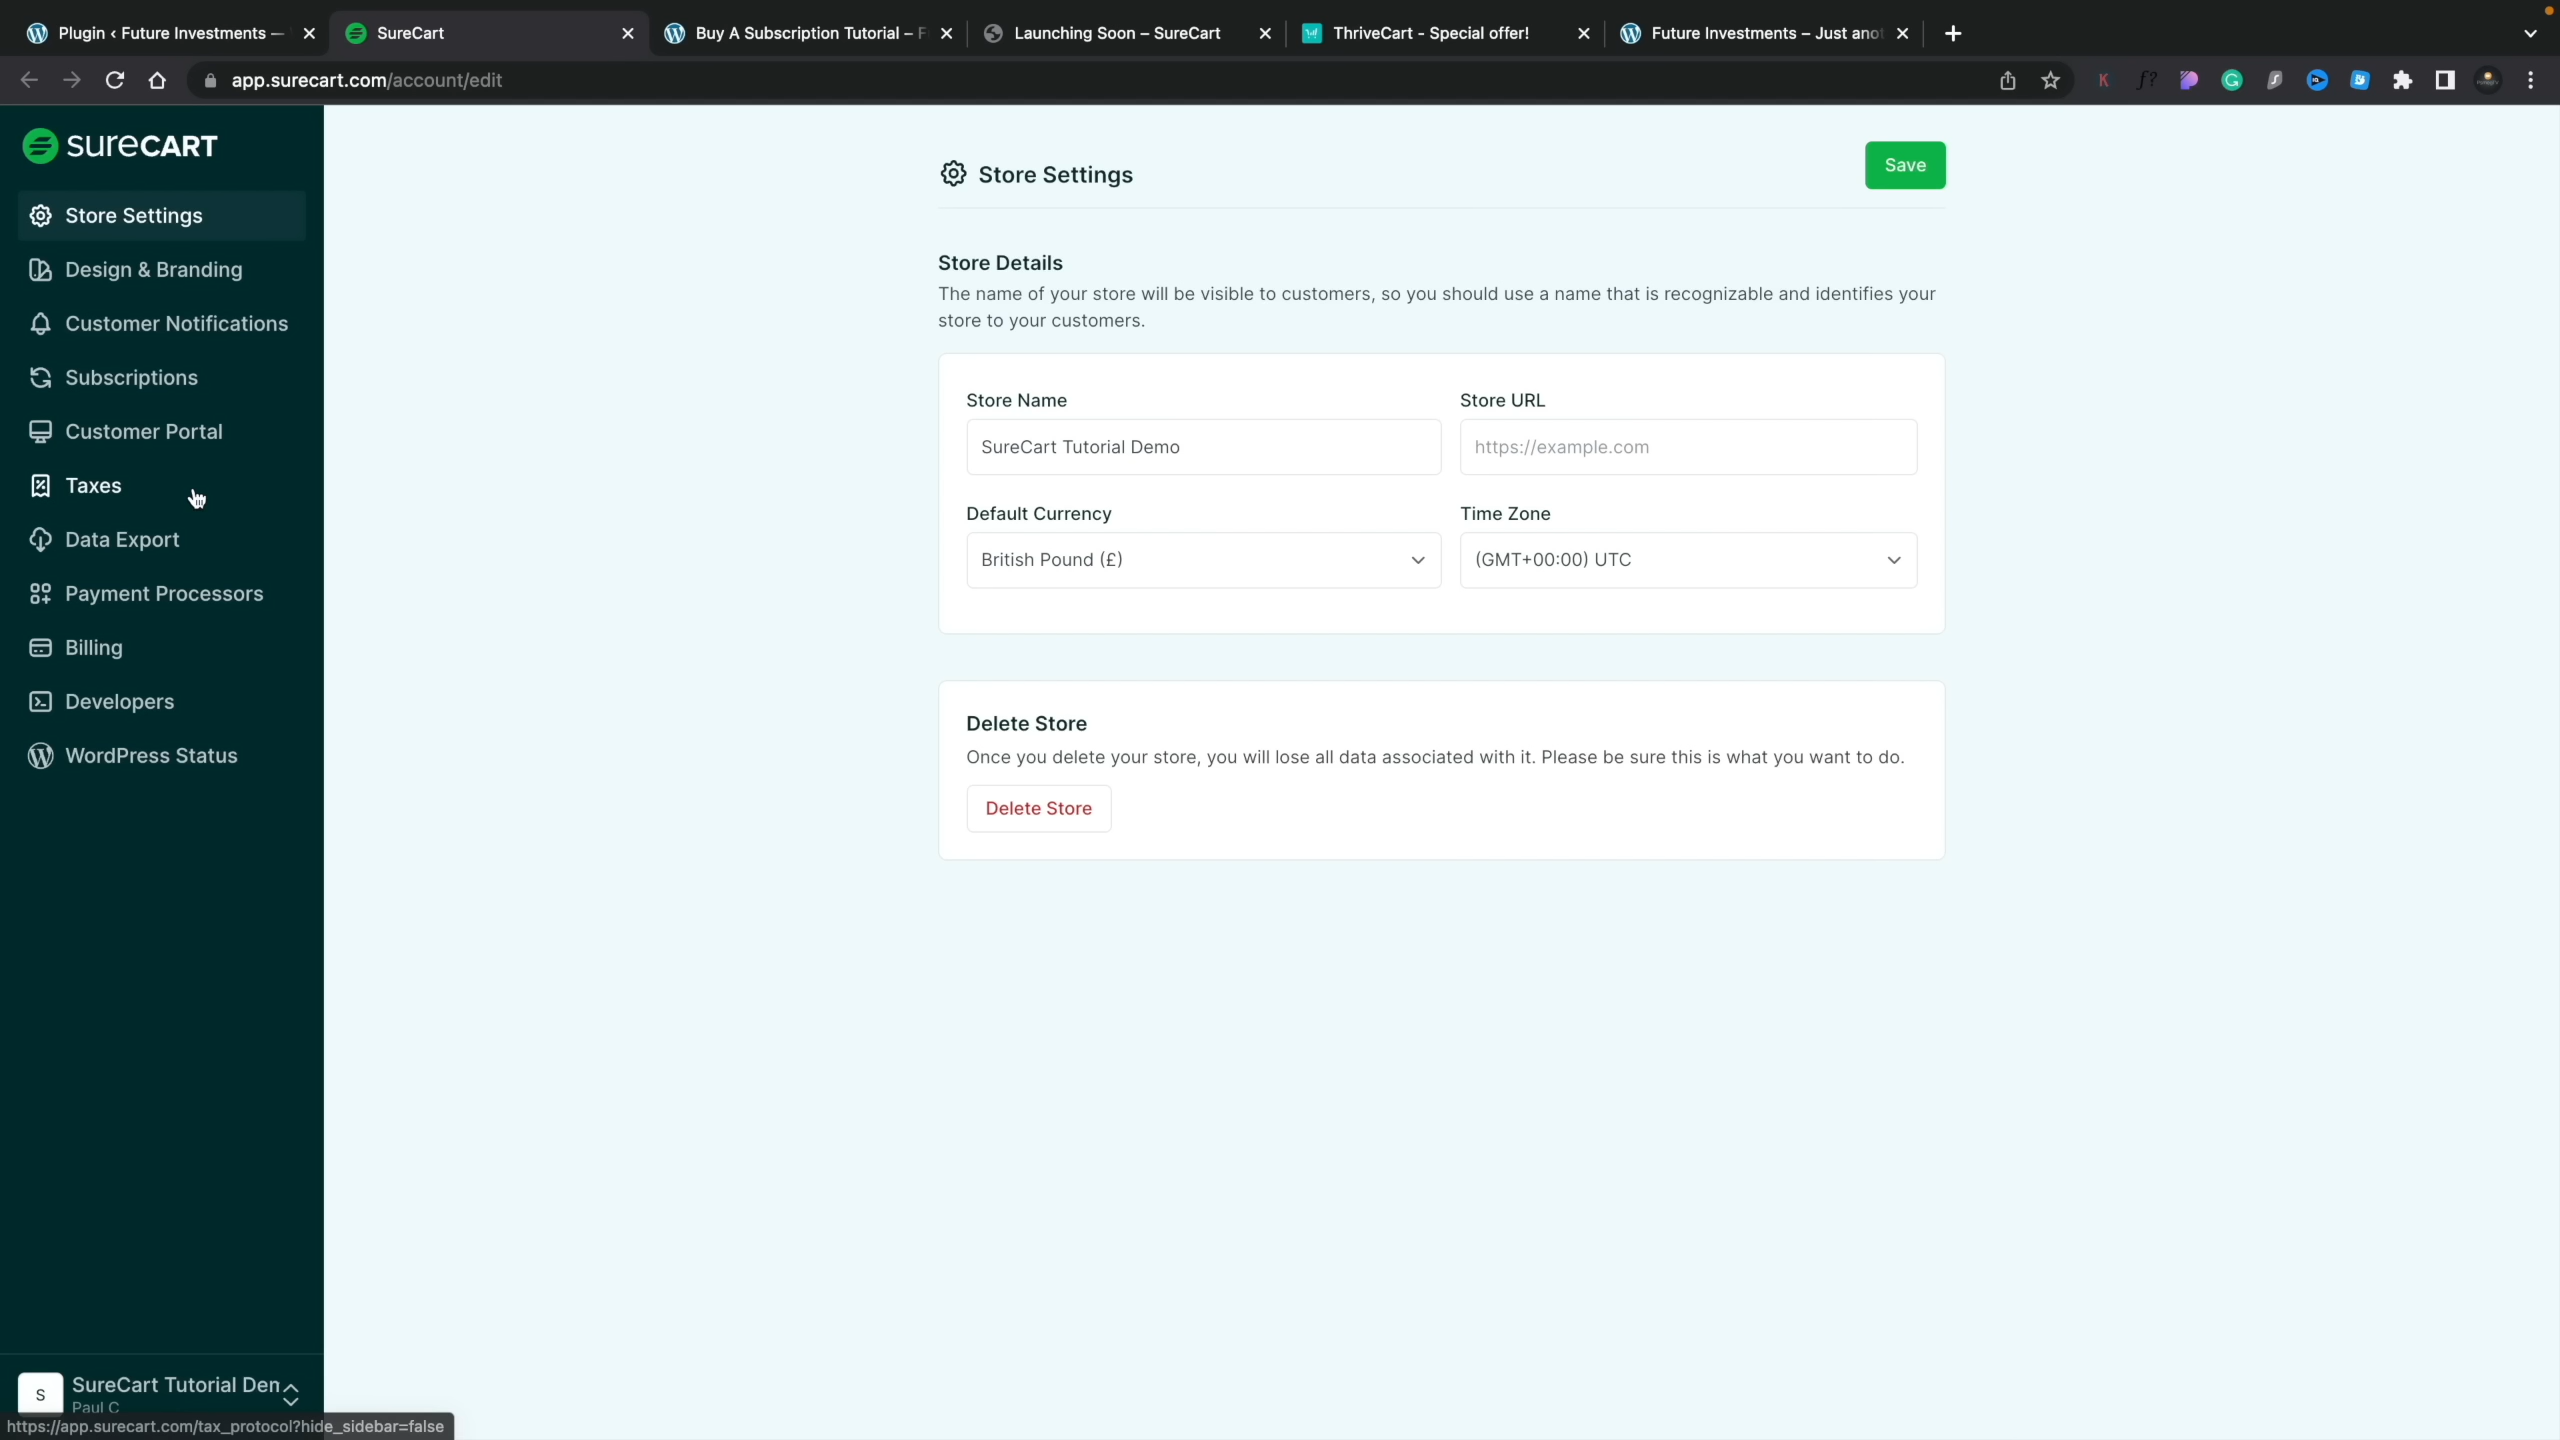 Plugin ‹ Future Investments —
SureCart
Buy A Subscription Tutorial – F
Launching Soon – SureCart
ThriveCart - Special offer!
Future Investments – Just anot
app.surecart.com/account/edit
SURECART
Store Settings
Design & Branding
Customer Notifications
Subscriptions
Customer Portal
Taxes
Data Export
Payment Processors
Billing
Developers
WordPress Status
S
SureCart Tutorial Den
Paul C
https://app.surecart.com/tax_protocol?hide_sidebar=false
Store Settings
Save
Store Details
The name of your store will be visible to customers, so you should use a name that is recognizable and identifies your
store to your customers.
Store Name
Store URL
SureCart Tutorial Demo
https://example.com
Default Currency
Time Zone
British Pound (£)
(GMT+00:00) UTC
Delete Store
Once you delete your store, you will lose all data associated with it. Please be sure this is what you want to do.
Delete Store